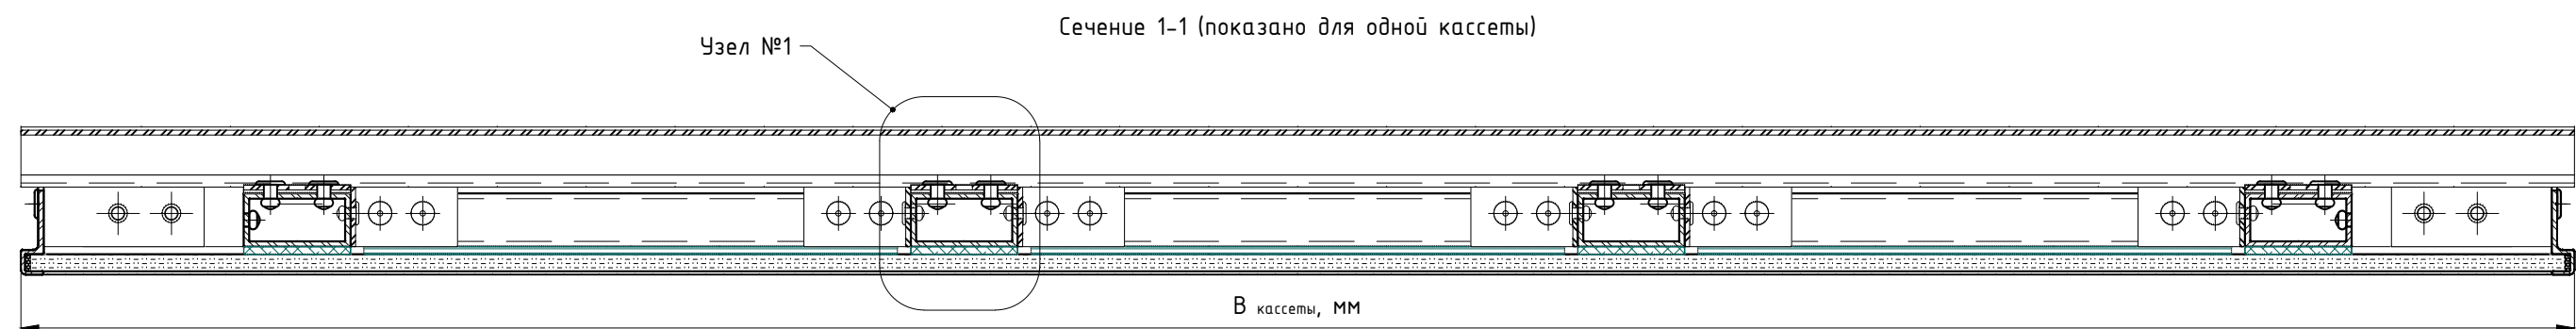 Сечение 1-1 (показано для одной кассеты)
Узел №1
В кассеты, мм